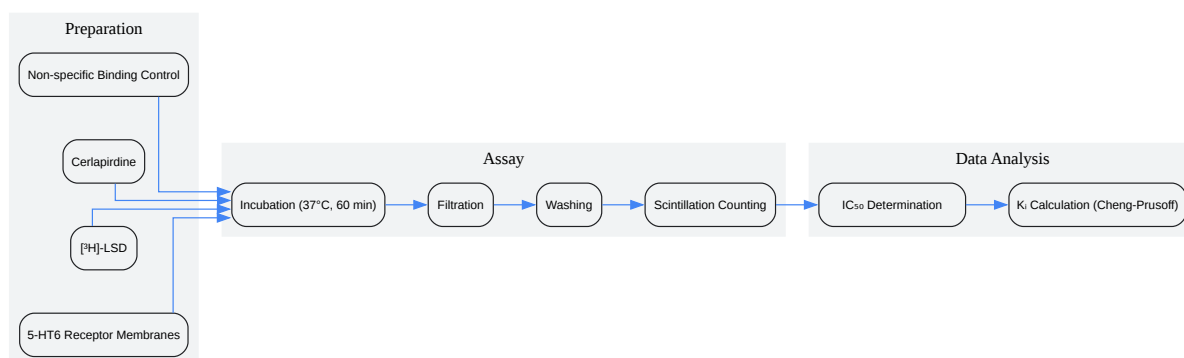 Preparation
Non-specific Binding Control
Cerlapirdine
[³H]-LSD
5-HT6 Receptor Membranes
Assay
Incubation (37°C, 60 min)
Filtration
Washing
Scintillation Counting
Data Analysis
IC₅₀ Determination
Kᵢ Calculation (Cheng-Prusoff)